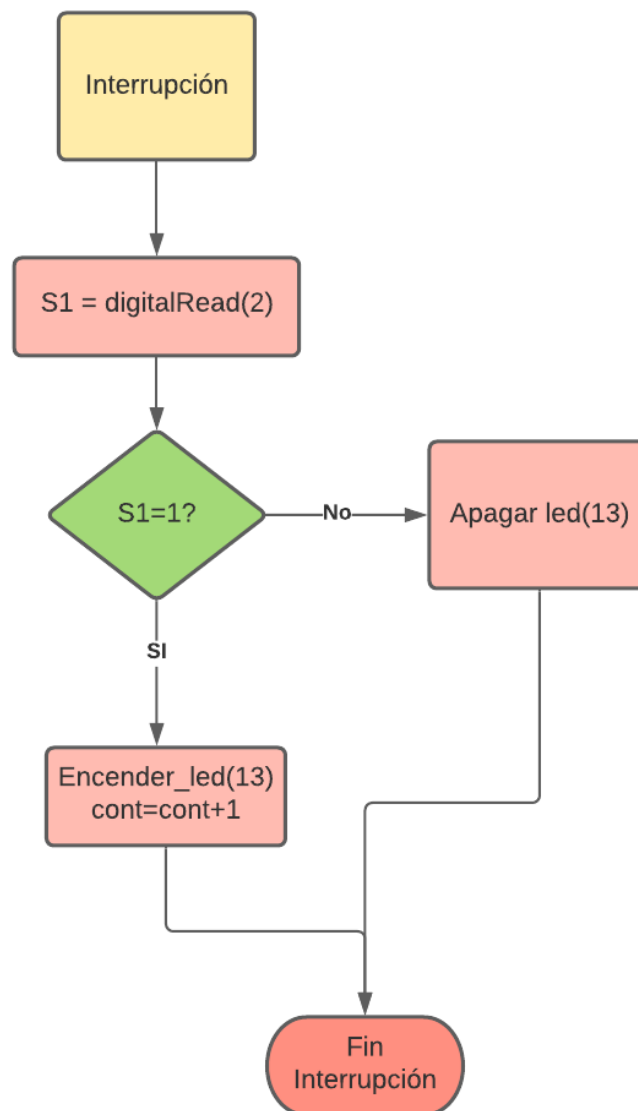 Interrupción
S1 = digitalRead(2)
S1=1?
No
Apagar led(13)
SI
Encender_led(13)
cont=cont+1
Fin
Interrupción